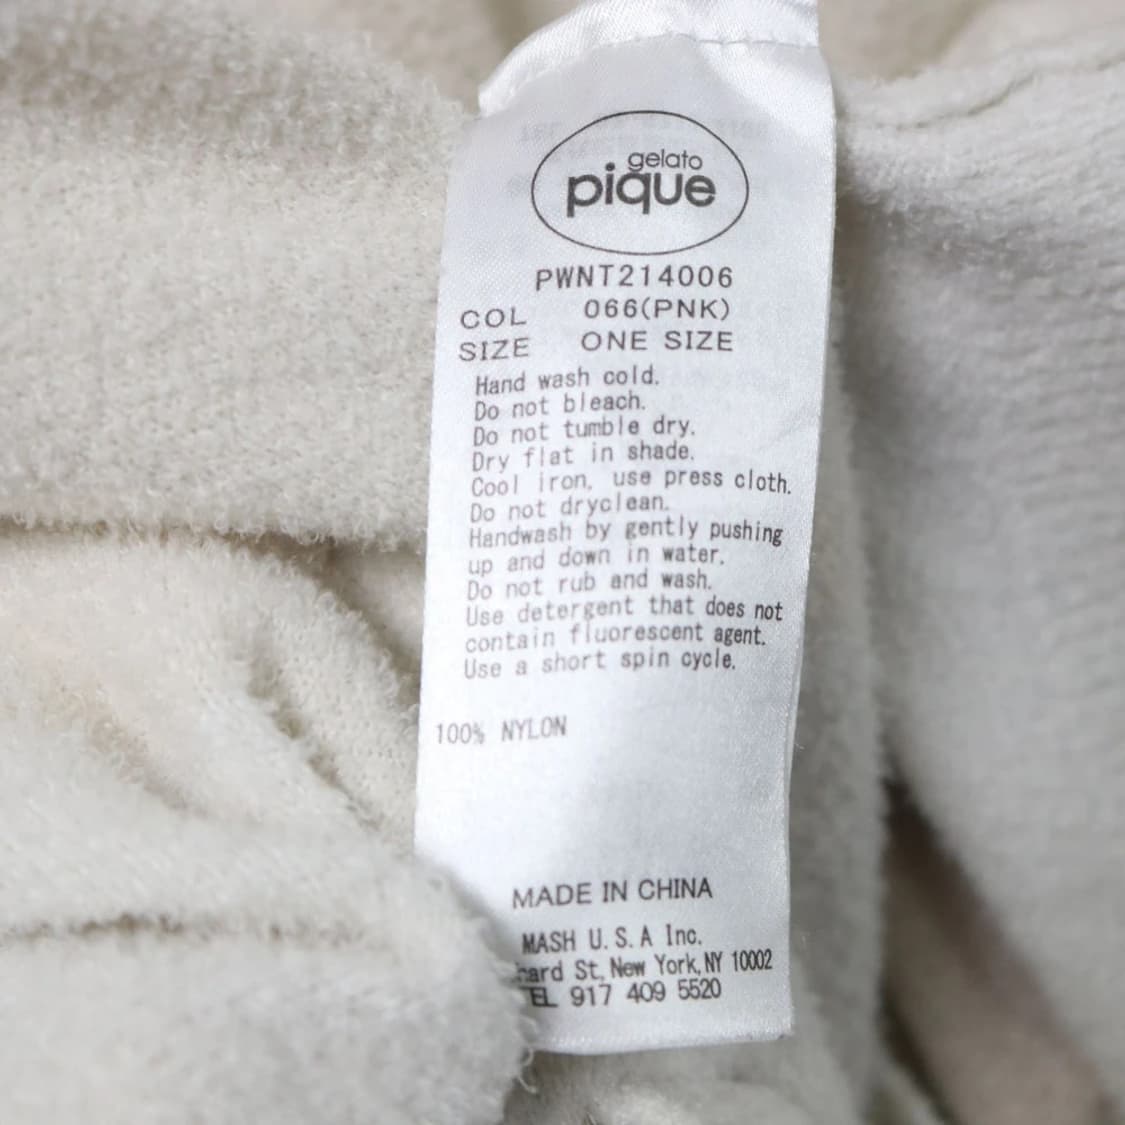 gelato
pique
PWNT214006
COL 066(PNK)
SIZE ONE SIZE
Hand wash cold.
Do not bleach.
Do not tumble dry.
Dry flat in shade.
Cool iron, use press cloth.
Do not dryclean.
Handwash by gently pushing
up and down in water.
Do not rub and wash.
Use detergent that does not
contain fluorescent agent.
Use a short spin cycle.
100% NYLON
MADE IN CHINA
MASH U.S.A Inc.
St, New York, NY 10002
917 409 5520